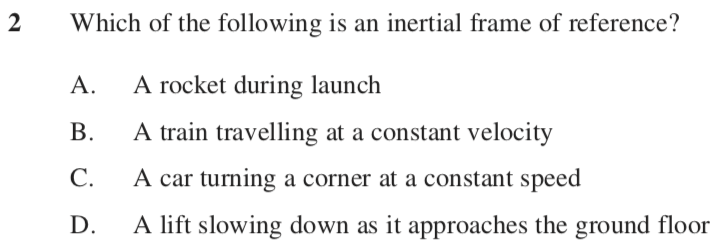 2 Which of the following is an inertial frame of reference?
A. A rocket during launch
B. A train travelling at a constant velocity
C. A car turning a corner at a constant speed
D. A lift slowing down as it approaches the ground floor